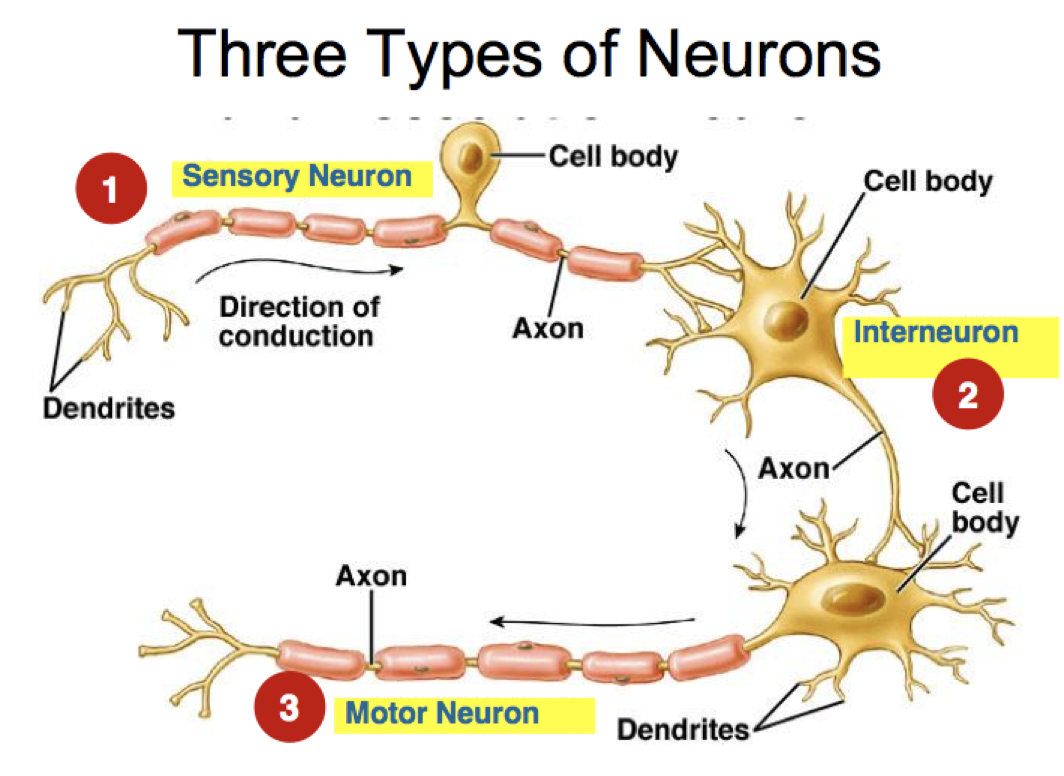 Three Types of Neurons
1
Sensory Neuron
Cell body
Cell body
Direction of
conduction
Axon
Dendrites
Interneuron
2
Axon
Cell
body
Axon
3
Motor Neuron
Dendrites